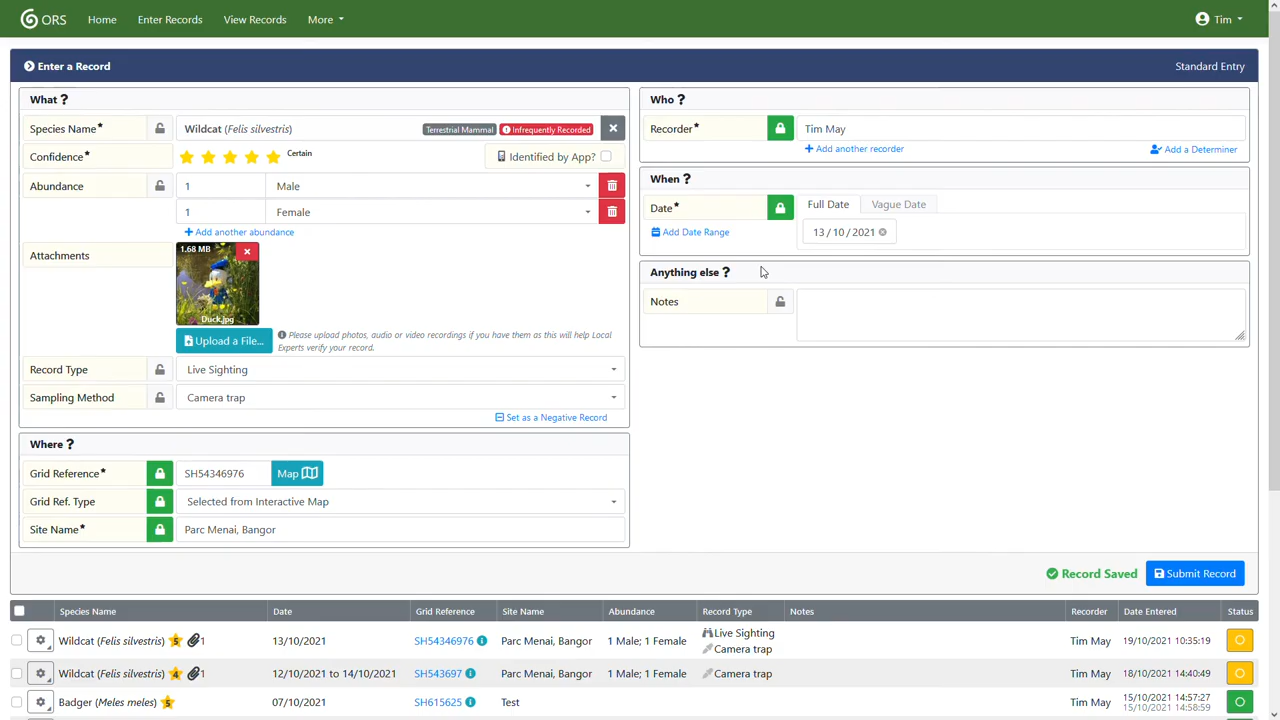 ORS Home Enter Records View Records More Tim
Enter a Record Standard Entry
What ?
Species Name* Wildcat (Felis silvestris) Terrestrial Mammal Infrequently Recorded
Confidence* Certain Identified by App?
Abundance 1 Male
1 Female
Add another abundance
Attachments 1.68 MB
Duck.jpg
Upload a File... Please upload photos, audio or video recordings if you have them as this will help Local
Experts verify your record.
Record Type Live Sighting
Sampling Method Camera trap
Set as a Negative Record
Where ?
Grid Reference* SH54346976 Map
Grid Ref. Type Selected from Interactive Map
Site Name* Parc Menai, Bangor
Who ?
Recorder* Tim May
Add another recorder Add a Determiner
When ?
Date* Full Date Vague Date
Add Date Range 13 / 10 / 2021
Anything else ?
Notes
Record Saved Submit Record
Species Name Date Grid Reference Site Name Abundance Record Type Notes Recorder Date Entered Status
Wildcat (Felis silvestris) 5 1 13/10/2021 SH54346976 Parc Menai, Bangor 1 Male; 1 Female Live Sighting Tim May 19/10/2021 10:35:19
Camera trap
Wildcat (Felis silvestris) 4 1 12/10/2021 to 14/10/2021 SH543697 Parc Menai, Bangor 1 Male; 1 Female Camera trap Tim May 18/10/2021 14:40:49
Badger (Meles meles) 5 07/10/2021 SH615625 Test Tim May 15/10/2021 14:57:27
15/10/2021 14:58:59